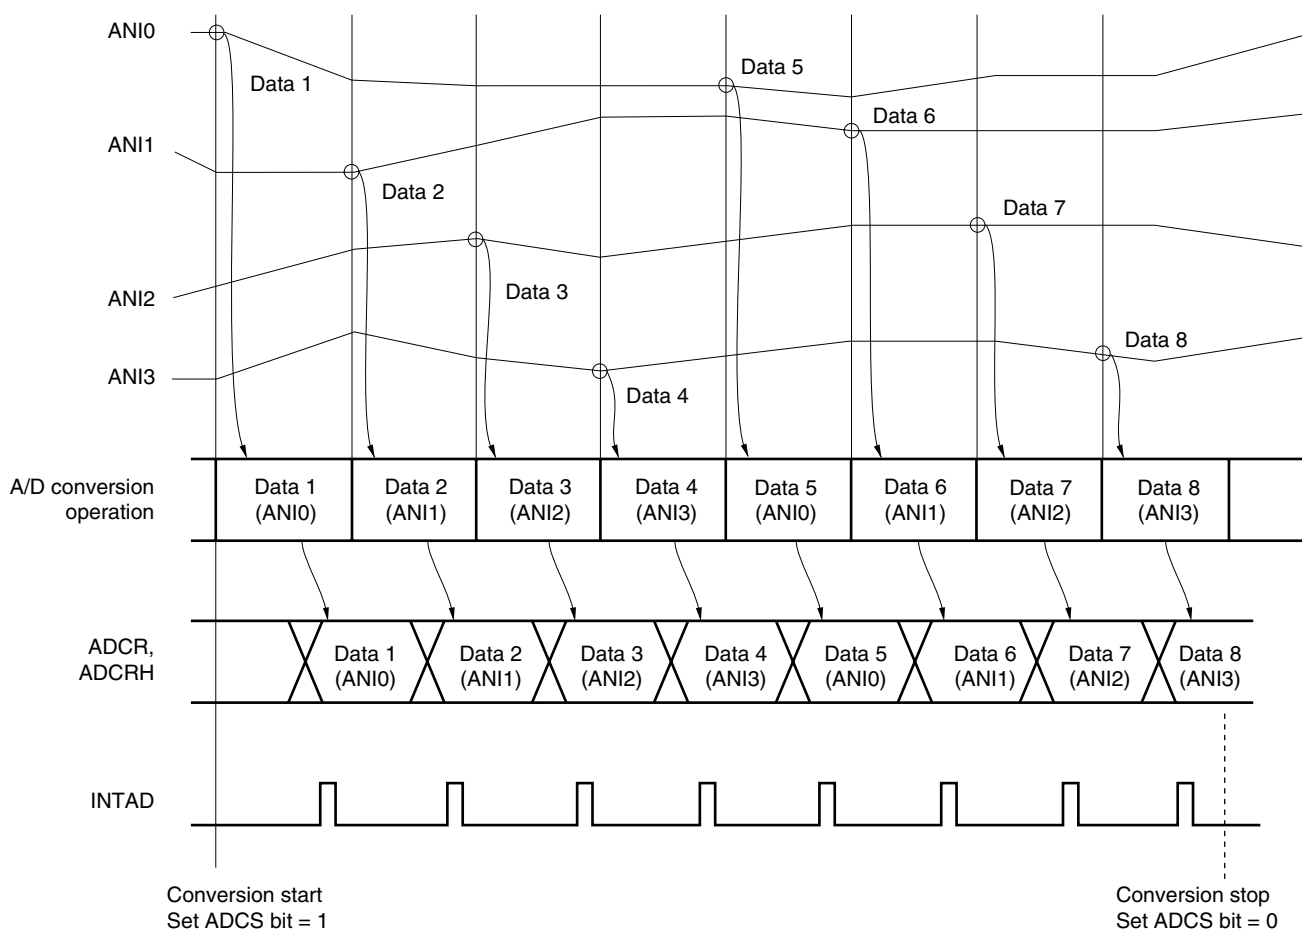 ANI0
Data 1
Data 5
Data 6
ANI1
Data 2
Data 7
ANI2
Data 3
Data 8
ANI3
Data 4
A/D conversion
operation
Data 1
(ANI0)
Data 2
(ANI1)
Data 3
(ANI2)
Data 4
(ANI3)
Data 5
(ANI0)
Data 6
(ANI1)
Data 7
(ANI2)
Data 8
(ANI3)
ADCR,
ADCRH
Data 1
(ANI0)
Data 2
(ANI1)
Data 3
(ANI2)
Data 4
(ANI3)
Data 5
(ANI0)
Data 6
(ANI1)
Data 7
(ANI2)
Data 8
(ANI3)
INTAD
Conversion start
Set ADCS bit = 1
Conversion stop
Set ADCS bit = 0